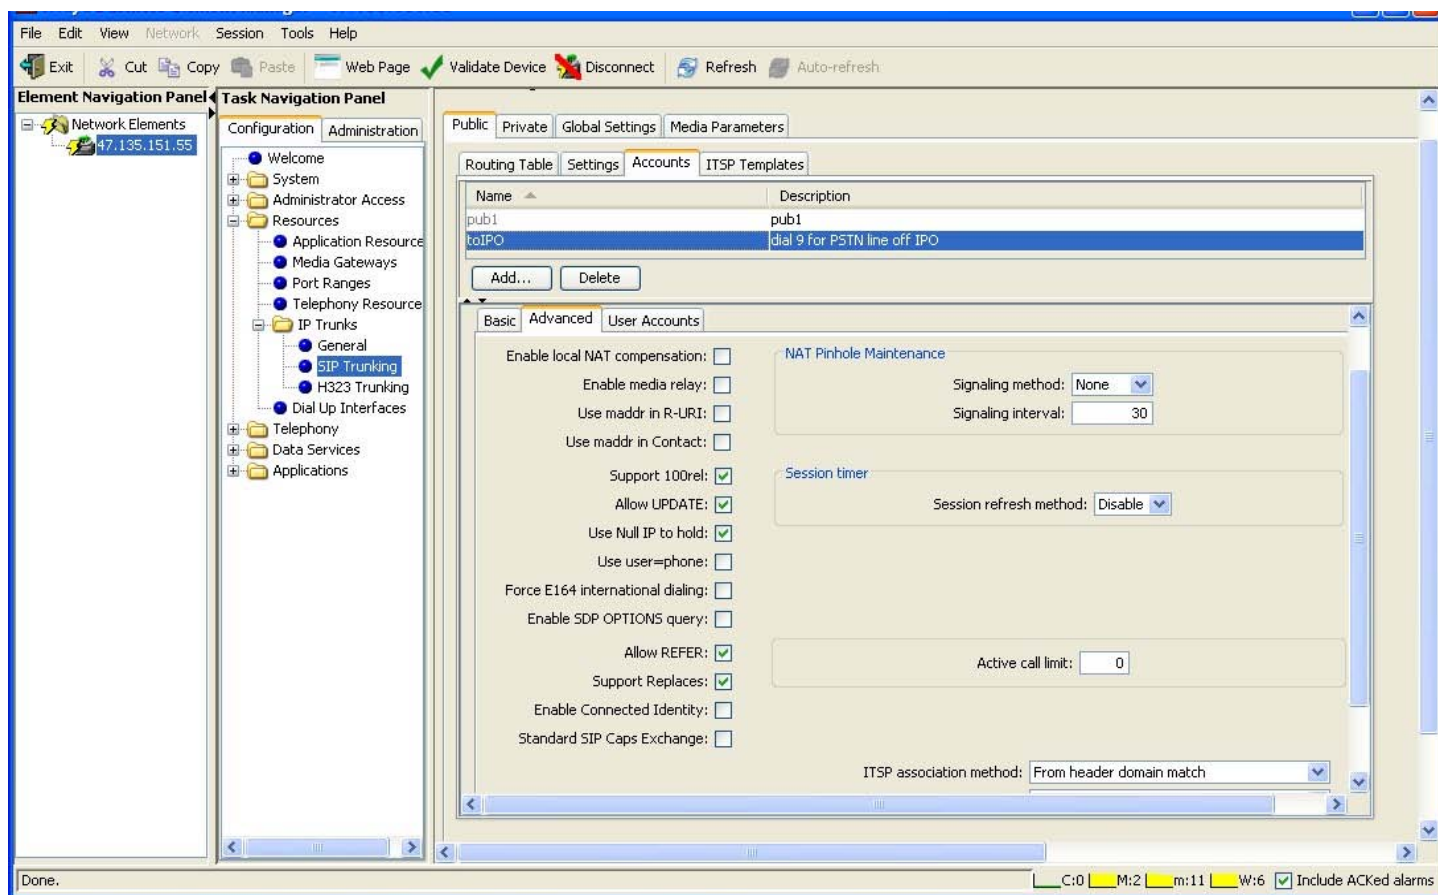 File Edit View Network Session Tools Help
Exit Cut Copy Paste Web Page Validate Device Disconnect Refresh Auto-refresh
Element Navigation Panel
Network Elements
47.135.151.55
Task Navigation Panel
Configuration Administration
Welcome
System
Administrator Access
Resources
Application Resource
Media Gateways
Port Ranges
Telephony Resource
IP Trunks
General
SIP Trunking
H323 Trunking
Dial Up Interfaces
Telephony
Data Services
Applications
Public Private Global Settings Media Parameters
Routing Table Settings Accounts ITSP Templates
Name Description
pub1 pub1
toIPO dial 9 for PSTN line off IPO
Add... Delete
Basic Advanced User Accounts
Enable local NAT compensation:
Enable media relay:
Use maddr in R-URI:
Use maddr in Contact:
Support 100rel:
Allow UPDATE:
Use Null IP to hold:
Use user=phone:
Force E164 international dialing:
Enable SDP OPTIONS query:
Allow REFER:
Support Replaces:
Enable Connected Identity:
Standard SIP Caps Exchange:
NAT Pinhole Maintenance
Signaling method: None
Signaling interval: 30
Session timer
Session refresh method: Disable
Active call limit: 0
ITSP association method: From header domain match
Done.
C:0 M:2 m:11 W:6 Include ACKed alarms